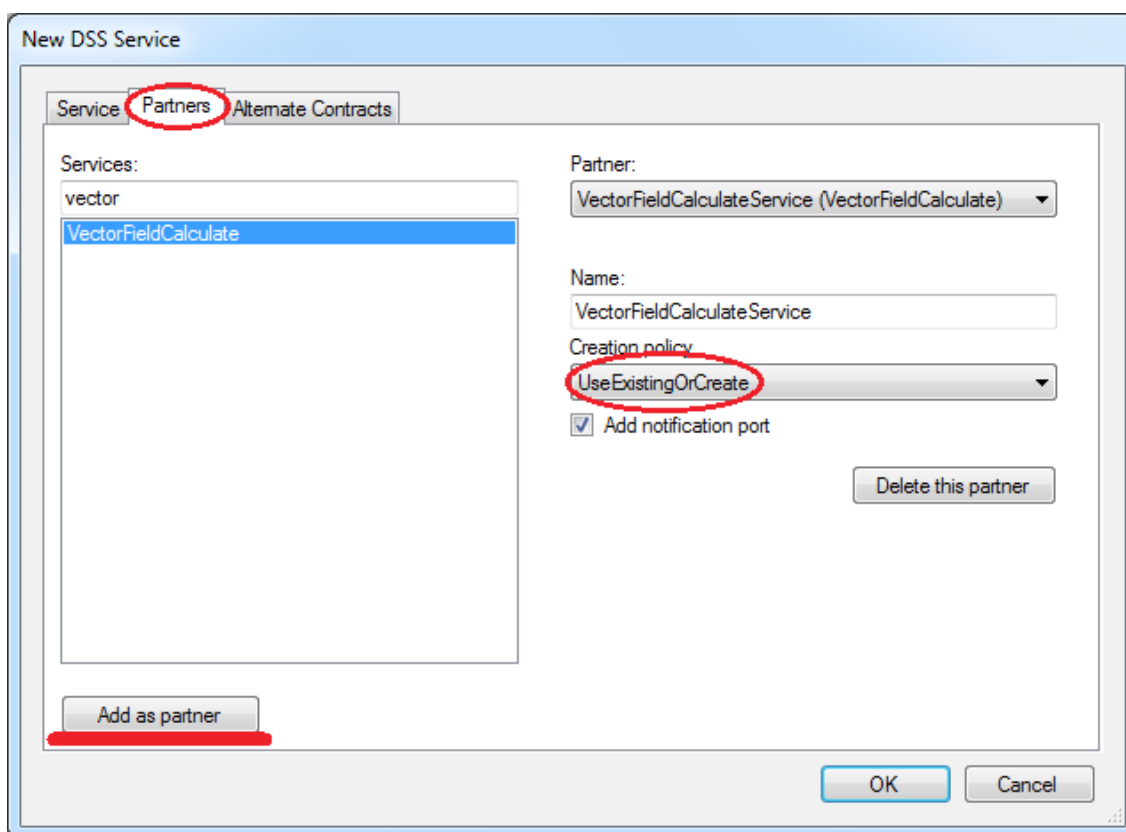 New DSS Service
Service Partners Alternate Contracts
Services:
vector
VectorFieldCalculate
Partner:
VectorFieldCalculateService (VectorFieldCalculate)
Name:
VectorFieldCalculateService
Creation policy
UseExistingOrCreate
Add notification port
Delete this partner
Add as partner
OK Cancel